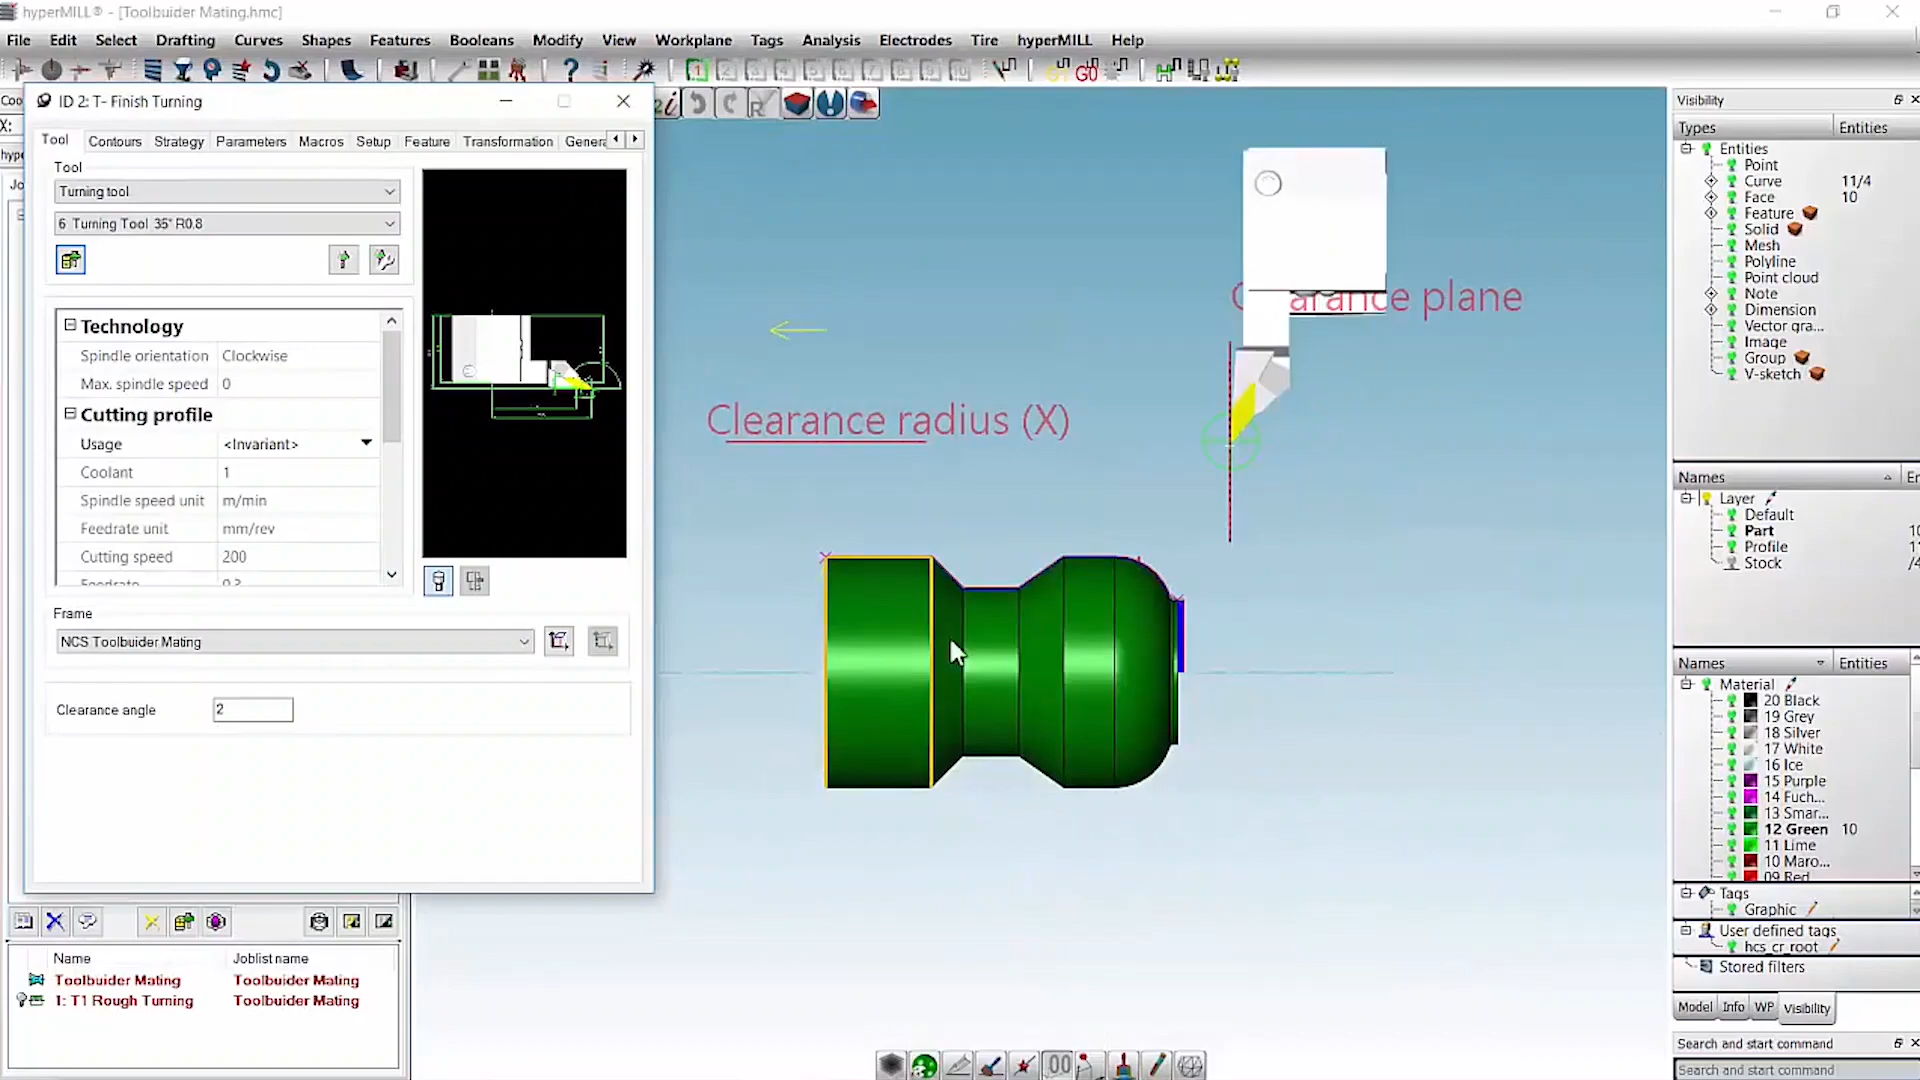 hyperMILL® - [Toolbuider Mating.hmc]
File Edit Select Drafting Curves Shapes Features Booleans Modify View Workplane Tags Analysis Electrodes Tire hyperMILL Help
ID 2: T- Finish Turning
Tool Contours Strategy Parameters Macros Setup Feature Transformation Genera
Tool
Turning tool
6 Turning Tool 35° R0.8
Technology
Spindle orientation Clockwise
Max. spindle speed 0
Cutting profile
Usage <Invariant>
Coolant 1
Spindle speed unit m/min
Feedrate unit mm/rev
Cutting speed 200
Frame
NCS Toolbuider Mating
Clearance angle 2
Name Joblist name
Toolbuider Mating Toolbuider Mating
1: T1 Rough Turning Toolbuider Mating
Clearance radius (X)
Clearance plane
Visibility
Types Entities
Entities
Point
Curve 11/4
Face 10
Feature
Solid
Mesh
Polyline
Point cloud
Note
Dimension
Vector gra...
Image
Group
V-sketch
Names
Layer
Default
Part
Profile
Stock /4
Names Entities
Material
20 Black
19 Grey
18 Silver
17 White
16 Ice
15 Purple
14 Fuch...
13 Smar...
12 Green 10
11 Lime
10 Maro...
09 Red
Tags
Graphic
User defined tags
hcs_cr_root
Stored filters
Model Info WP Visibility
Search and start command
Search and start command